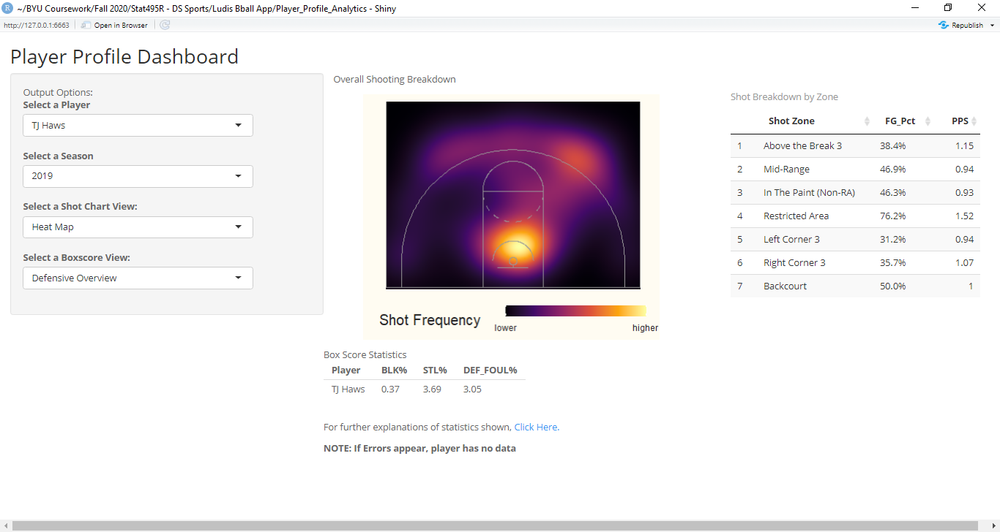 ~/BYU Coursework/Fall 2020/Stat495R - DS Sports/Ludis Bball App/Player_Profile_Analytics - Shiny
http://127.0.0.1:6663 Open in Browser Republish
Player Profile Dashboard
Output Options:
Select a Player
TJ Haws
Select a Season
2019
Select a Shot Chart View:
Heat Map
Select a Boxscore View:
Defensive Overview
Overall Shooting Breakdown
Shot Frequency
lower higher
Shot Breakdown by Zone
Shot Zone FG_Pct PPS
1 Above the Break 3 38.4% 1.15
2 Mid-Range 46.9% 0.94
3 In The Paint (Non-RA) 46.3% 0.93
4 Restricted Area 76.2% 1.52
5 Left Corner 3 31.2% 0.94
6 Right Corner 3 35.7% 1.07
7 Backcourt 50.0% 1
Box Score Statistics
Player BLK% STL% DEF_FOUL%
TJ Haws 0.37 3.69 3.05
For further explanations of statistics shown, Click Here.
NOTE: If Errors appear, player has no data